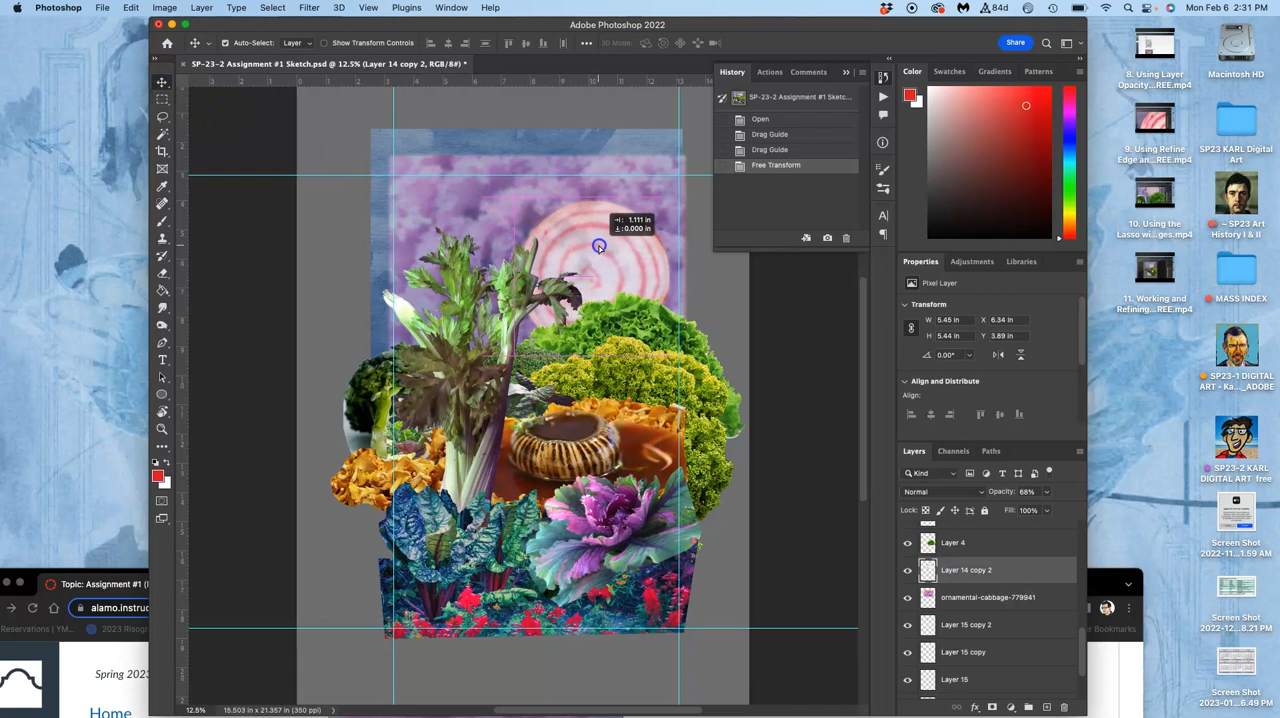 Photoshop File Edit Image Layer Type Select Filter 3D View Plugins Window Help
84d
Mon Feb 6 2:31 PM
Adobe Photoshop 2022
Auto-Select: Layer Show Transform Controls
3D Mode:
Share
× SP-23-2 Assignment #1 Sketch.psd @ 12.5% (Layer 14 copy 2, RGB/8#) *
History Actions Comments
SP-23-2 Assignment #1 Sketc...
Open
Drag Guide
Drag Guide
Free Transform
: 1.111 in
:0.000 in
Color Swatches Gradients Patterns
Properties Adjustments Libraries
Pixel Layer
Transform
W 5.45 in X 6.34 in
H 5.44 in Y 3.89 in
0.00°
Align and Distribute
Align:
Layers Channels Paths
Kind
Normal Opacity: 68%
Lock: Fill: 100%
Layer 4
Layer 14 copy 2
ornamental-cabbage-779941
Layer 15 copy 2
Layer 15 copy
Layer 15
12.5% 15.503 in x 21.357 in (350 ppi)
8. Using Layer
Opacity...REE.mp4
Macintosh HD
9. Using Refine
Edge an...REE.mp4
SP23 KARL Digital
Art
10. Using the
Lasso wi...ges.mp4
~ SP23 Art
History I & II
11. Working and
Refining...REE.mp4
MASS INDEX
SP23-1 DIGITAL
ART - Ka..._ADOBE
SP23-2 KARL
DIGITAL ART_free
Screen Shot
2022-11...1.59 AM
Screen Shot
2022-12...8.21 PM
Screen Shot
2023-01...6.49 PM
Topic: Assignment #1 (
alamo.instruc
Reservations | YM...
2023 Risogra
r Bookmarks
Spring 2023
Home